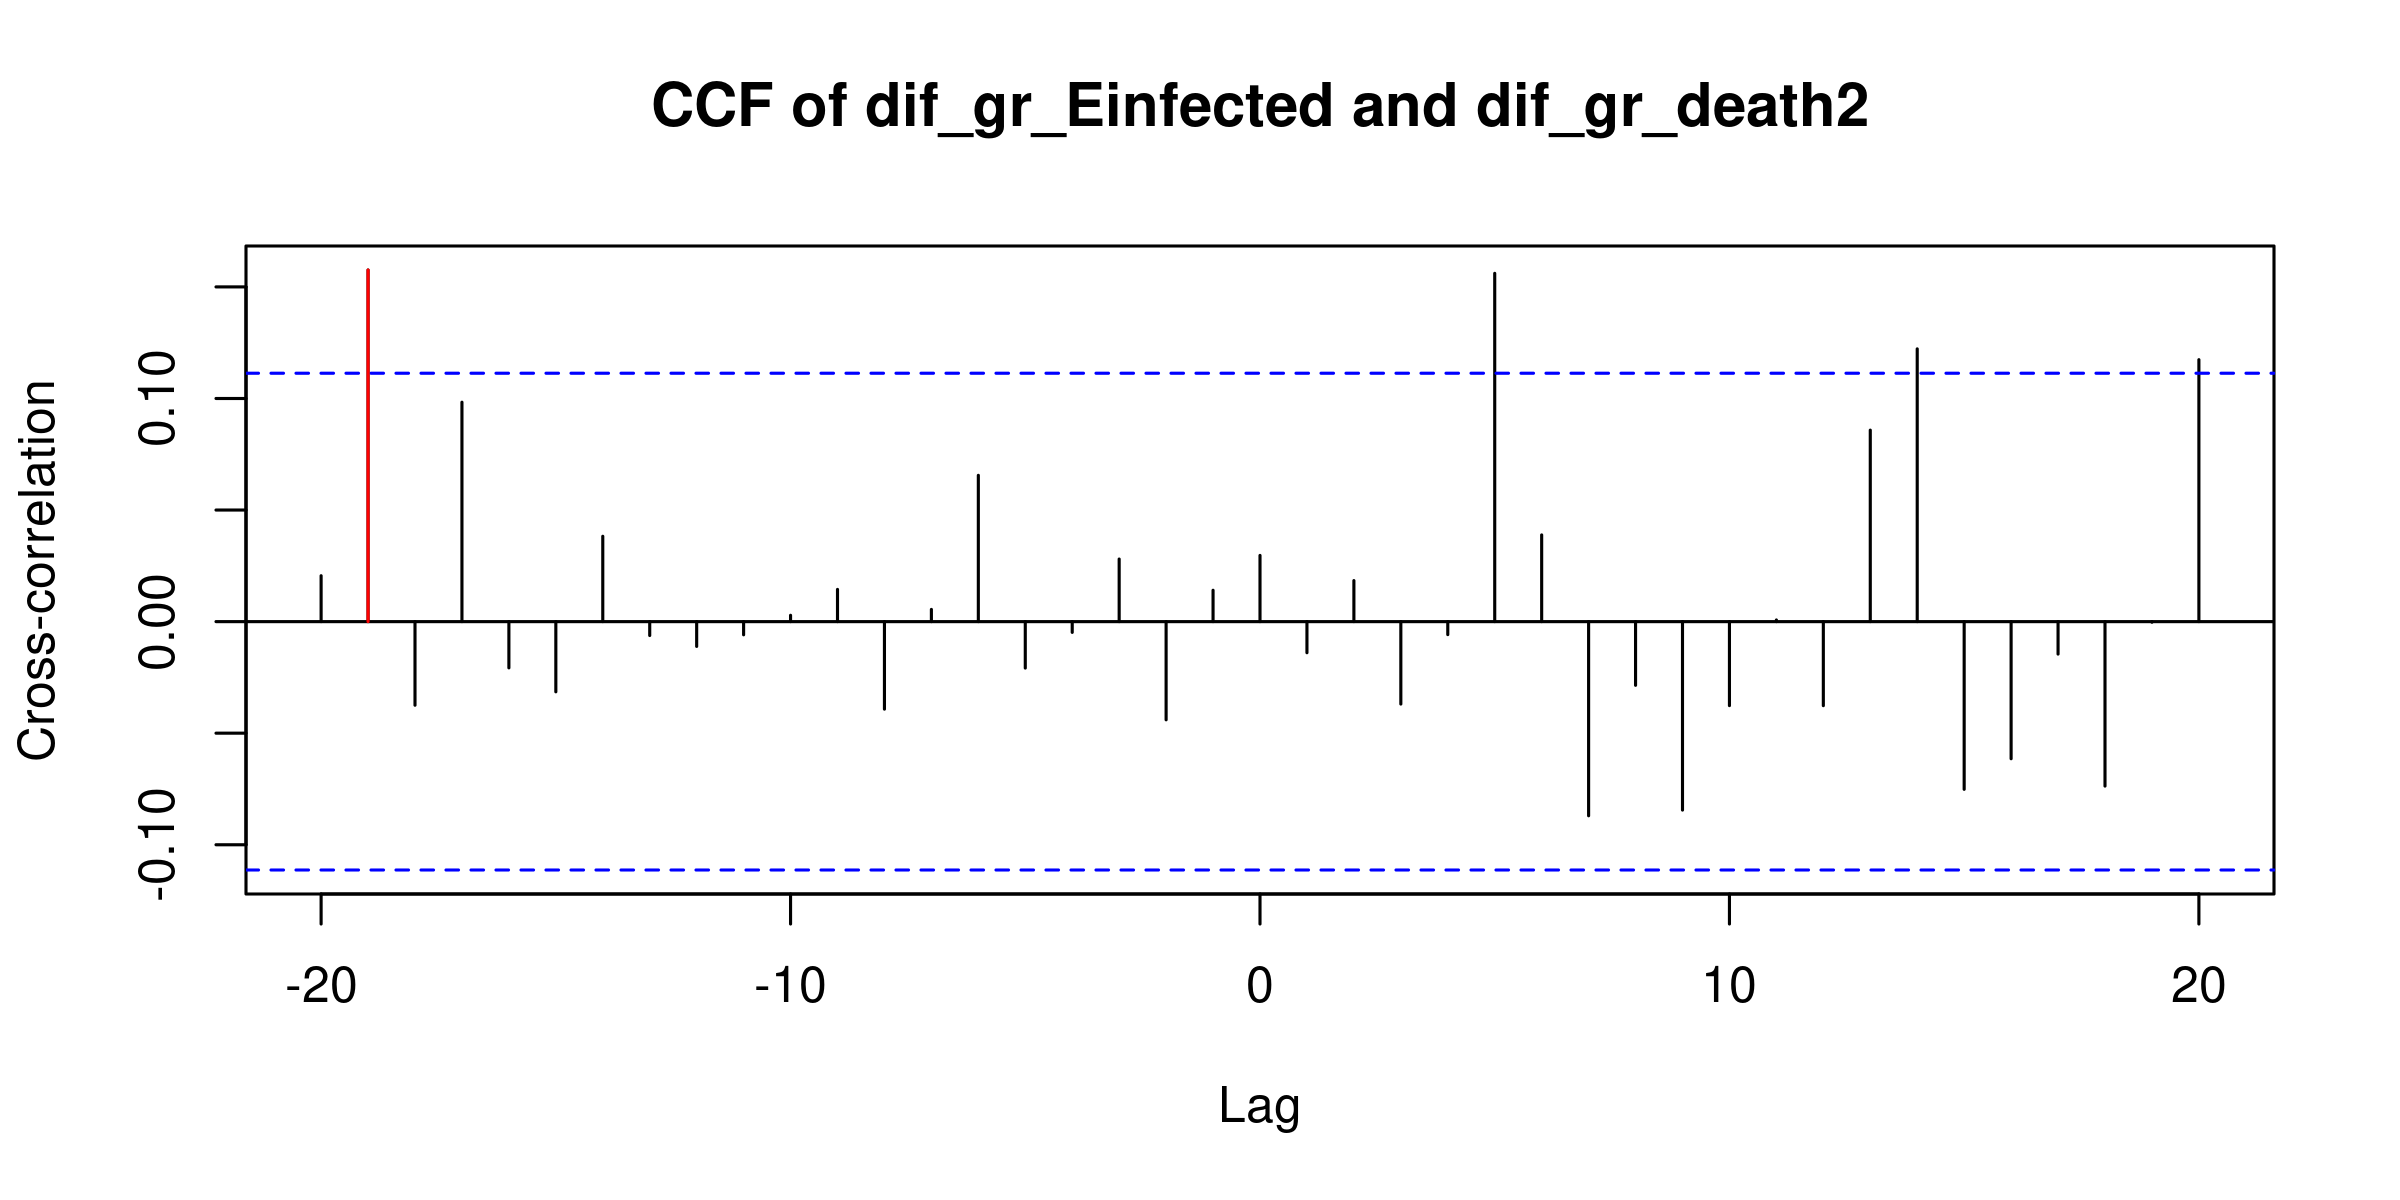 CCF of dif_gr_Einfected and dif_gr_death2
Cross-correlation
0.10
0.00
-0.10
-20 -10 0 10 20
Lag